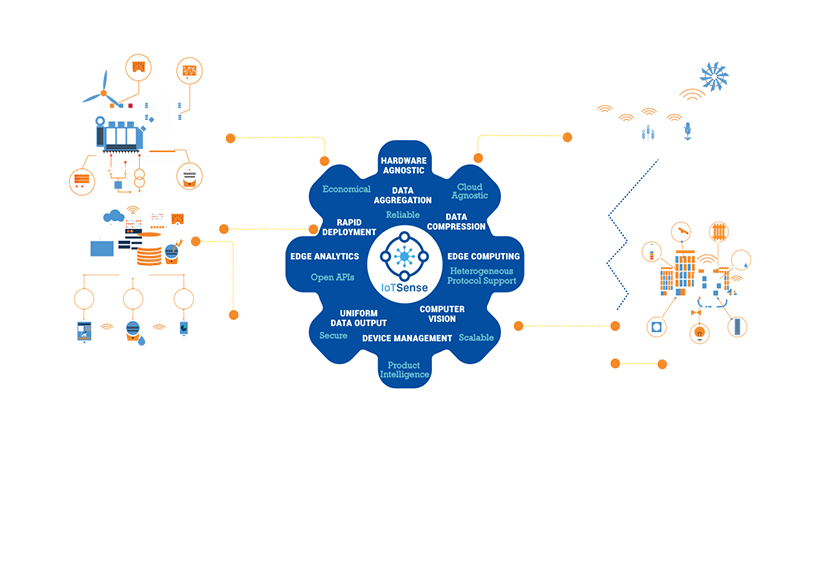 HARDWARE
AGNOSTIC
Economical
DATA
AGGREGATION
Cloud
Agnostic
Reliable
RAPID
DEPLOYMENT
DATA
COMPRESSION
EDGE ANALYTICS
EDGE COMPUTING
Open APIs
Heterogeneous
Protocol Support
IoTSense
UNIFORM
DATA OUTPUT
COMPUTER
VISION
Secure
DEVICE MANAGEMENT
Scalable
Product
Intelligence